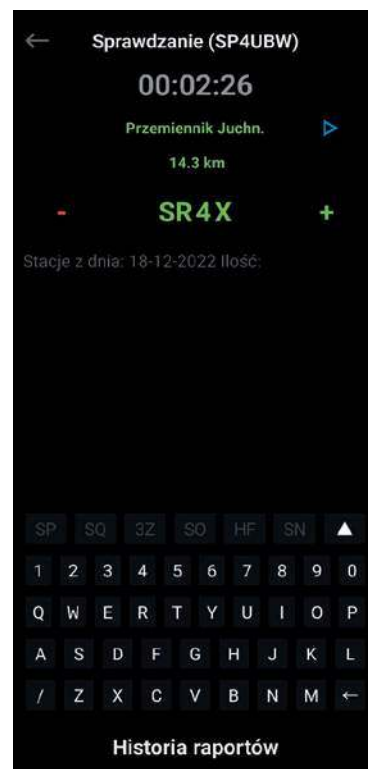 ← Sprawdzanie (SP4UBW)
00:02:26
Przemiennik Juchn.
14.3 km
- SR4X +
Stacje z dnia: 18-12-2022 Ilość:
SP SQ 3Z SO HF SN ▲
1 2 3 4 5 6 7 8 9 0
Q W E R T Y U I O P
A S D F G H J K L
/ Z X C V B N M ←
Historia raportów